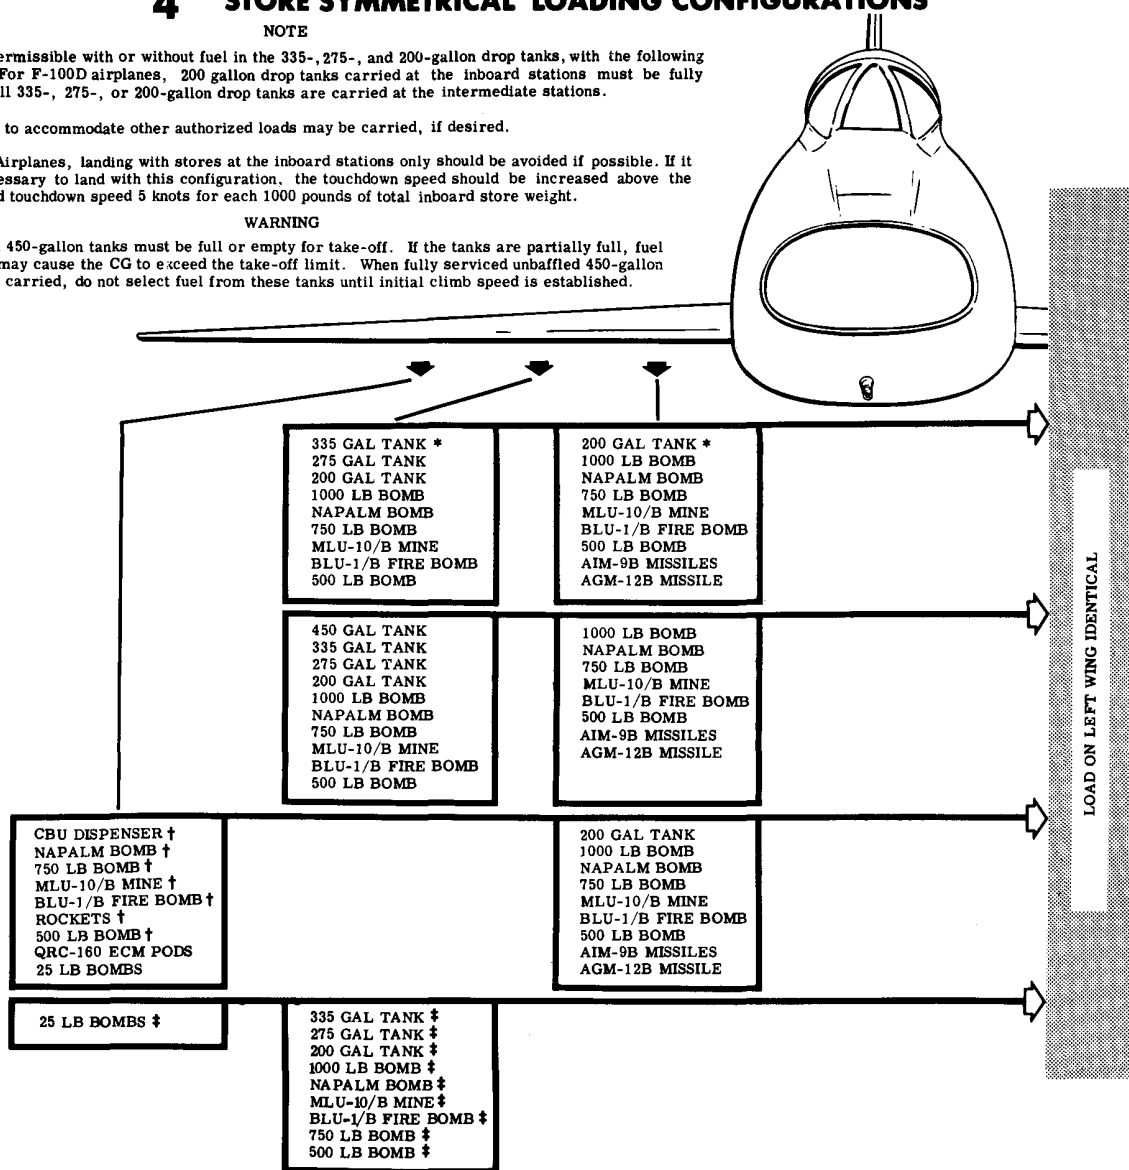 4 STORE SYMMETRICAL LOADING CONFIGURATIONS
NOTE
ermissible with or without fuel in the 335-, 275-, and 200-gallon drop tanks, with the following
For F-100D airplanes, 200 gallon drop tanks carried at the inboard stations must be fully
ll 335-, 275-, or 200-gallon drop tanks are carried at the intermediate stations.
to accommodate other authorized loads may be carried, if desired.
Airplanes, landing with stores at the inboard stations only should be avoided if possible. If it
essary to land with this configuration, the touchdown speed should be increased above the
d touchdown speed 5 knots for each 1000 pounds of total inboard store weight.
WARNING
450-gallon tanks must be full or empty for take-off. If the tanks are partially full, fuel
may cause the CG to exceed the take-off limit. When fully serviced unbaffled 450-gallon
carried, do not select fuel from these tanks until initial climb speed is established.
335 GAL TANK *
275 GAL TANK
200 GAL TANK
1000 LB BOMB
NAPALM BOMB
750 LB BOMB
MLU-10/B MINE
BLU-1/B FIRE BOMB
500 LB BOMB
200 GAL TANK *
1000 LB BOMB
NAPALM BOMB
750 LB BOMB
MLU-10/B MINE
BLU-1/B FIRE BOMB
500 LB BOMB
AIM-9B MISSILES
AGM-12B MISSILE
450 GAL TANK
335 GAL TANK
275 GAL TANK
200 GAL TANK
1000 LB BOMB
NAPALM BOMB
750 LB BOMB
MLU-10/B MINE
BLU-1/B FIRE BOMB
500 LB BOMB
1000 LB BOMB
NAPALM BOMB
750 LB BOMB
MLU-10/B MINE
BLU-1/B FIRE BOMB
500 LB BOMB
AIM-9B MISSILES
AGM-12B MISSILE
CBU DISPENSER †
NAPALM BOMB †
750 LB BOMB †
MLU-10/B MINE †
BLU-1/B FIRE BOMB †
ROCKETS †
500 LB BOMB †
QRC-160 ECM PODS
25 LB BOMBS
200 GAL TANK
1000 LB BOMB
NAPALM BOMB
750 LB BOMB
MLU-10/B MINE
BLU-1/B FIRE BOMB
500 LB BOMB
AIM-9B MISSILES
AGM-12B MISSILE
25 LB BOMBS ‡
335 GAL TANK ‡
275 GAL TANK ‡
200 GAL TANK ‡
1000 LB BOMB ‡
NAPALM BOMB ‡
MLU-10/B MINE ‡
BLU-1/B FIRE BOMB ‡
750 LB BOMB ‡
500 LB BOMB ‡
LOAD ON LEFT WING IDENTICAL